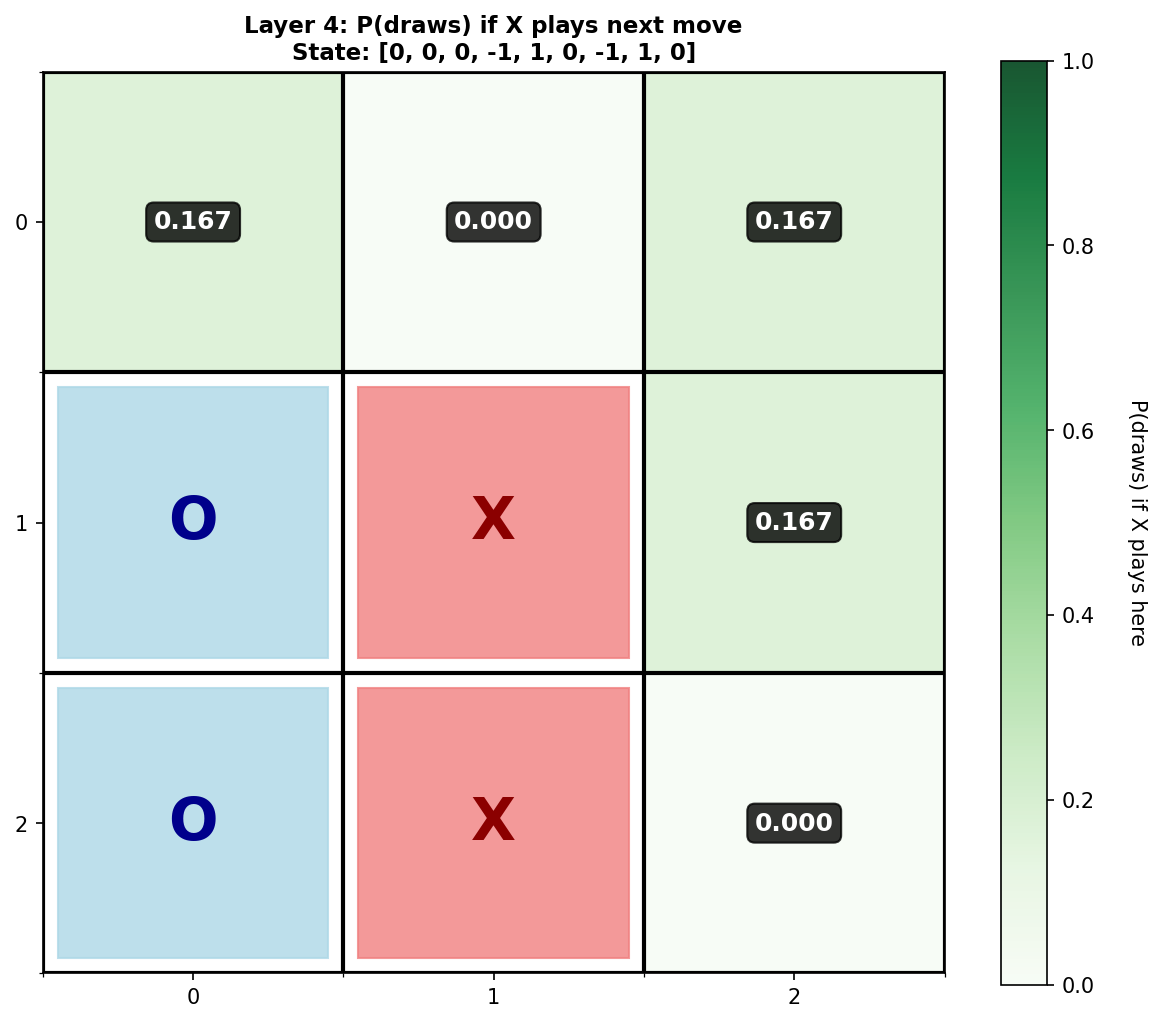 Layer 4: P(draws) if X plays next move
State: [0, 0, 0, -1, 1, 0, -1, 1, 0]
0
0.167
0.000
0.167
1
O
X
0.167
2
O
X
0.000
0
1
2
1.0
0.8
0.6
0.4
0.2
0.0
P(draws) if X plays here